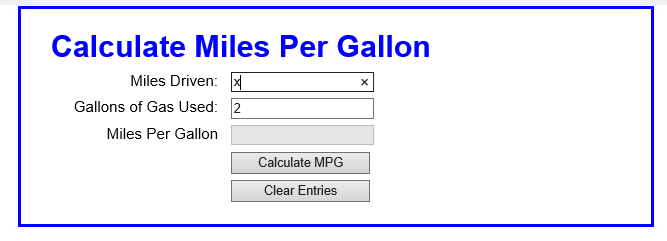 Calculate Miles Per Gallon
Miles Driven: x ×
Gallons of Gas Used: 2
Miles Per Gallon
Calculate MPG
Clear Entries